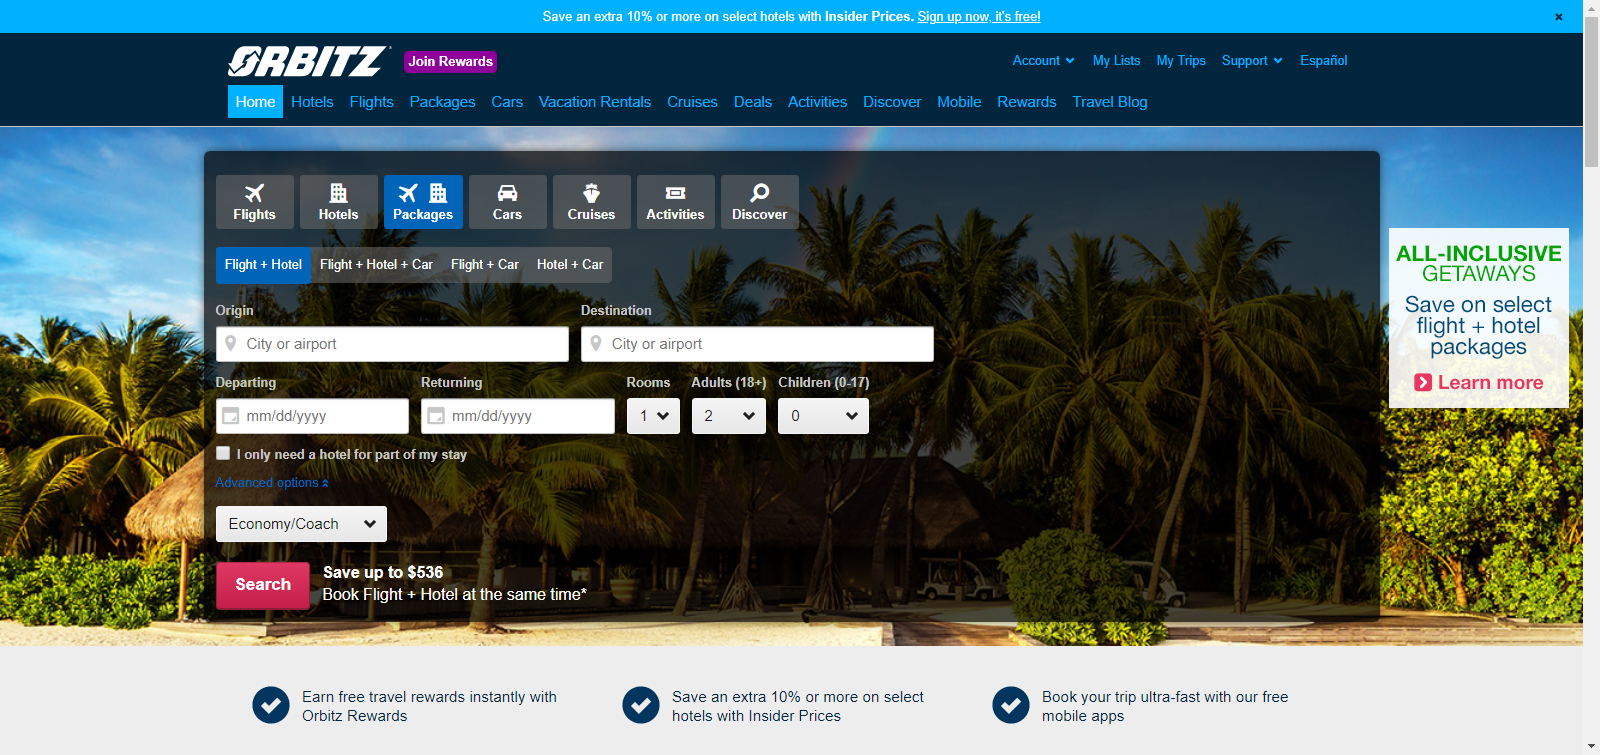 Save an extra 10% or more on select hotels with Insider Prices. Sign up now, it's free! ×
ORBITZ Join Rewards
Account My Lists My Trips Support Español
Home Hotels Flights Packages Cars Vacation Rentals Cruises Deals Activities Discover Mobile Rewards Travel Blog
Flights Hotels Packages Cars Cruises Activities Discover
Flight + Hotel Flight + Hotel + Car Flight + Car Hotel + Car
Origin Destination
City or airport City or airport
Departing Returning Rooms Adults (18+) Children (0-17)
mm/dd/yyyy mm/dd/yyyy 1 2 0
I only need a hotel for part of my stay
Advanced options
Economy/Coach
Search
Save up to $536
Book Flight + Hotel at the same time*
ALL-INCLUSIVE
GETAWAYS
Save on select
flight + hotel
packages
Learn more
Earn free travel rewards instantly with
Orbitz Rewards
Save an extra 10% or more on select
hotels with Insider Prices
Book your trip ultra-fast with our free
mobile apps